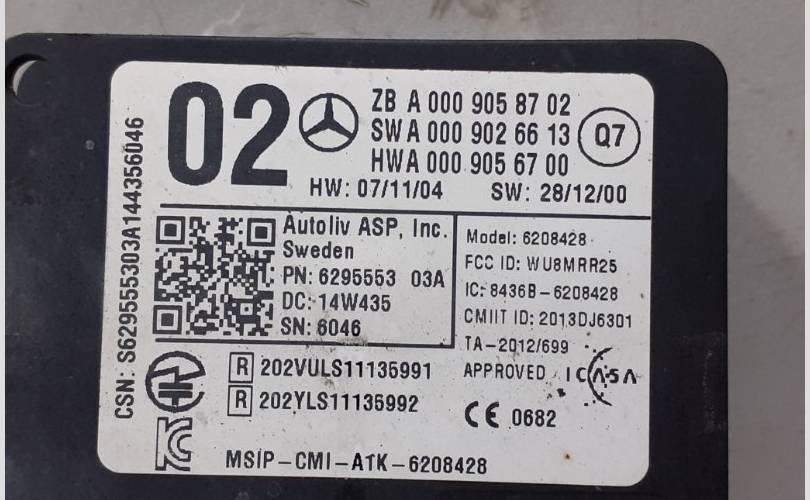 02
ZB A 000 905 87 02
SW A 000 902 66 13
HW A 000 905 67 00
Q7
HW: 07/11/04 SW: 28/12/00
CSN: S629555303A144356046
Autoliv ASP, Inc.
Sweden
PN: 6295553 03A
DC: 14W435
SN: 6046
Model: 6208428
FCC ID: WU8MRR25
IC: 8436B-6208428
CMIIT ID: 2013DJ6301
TA-2012/699
APPROVED ICASA
R 202VULS11135991
R 202YLS11135992
CE 0682
MSIP-CMI-ATK-6208428